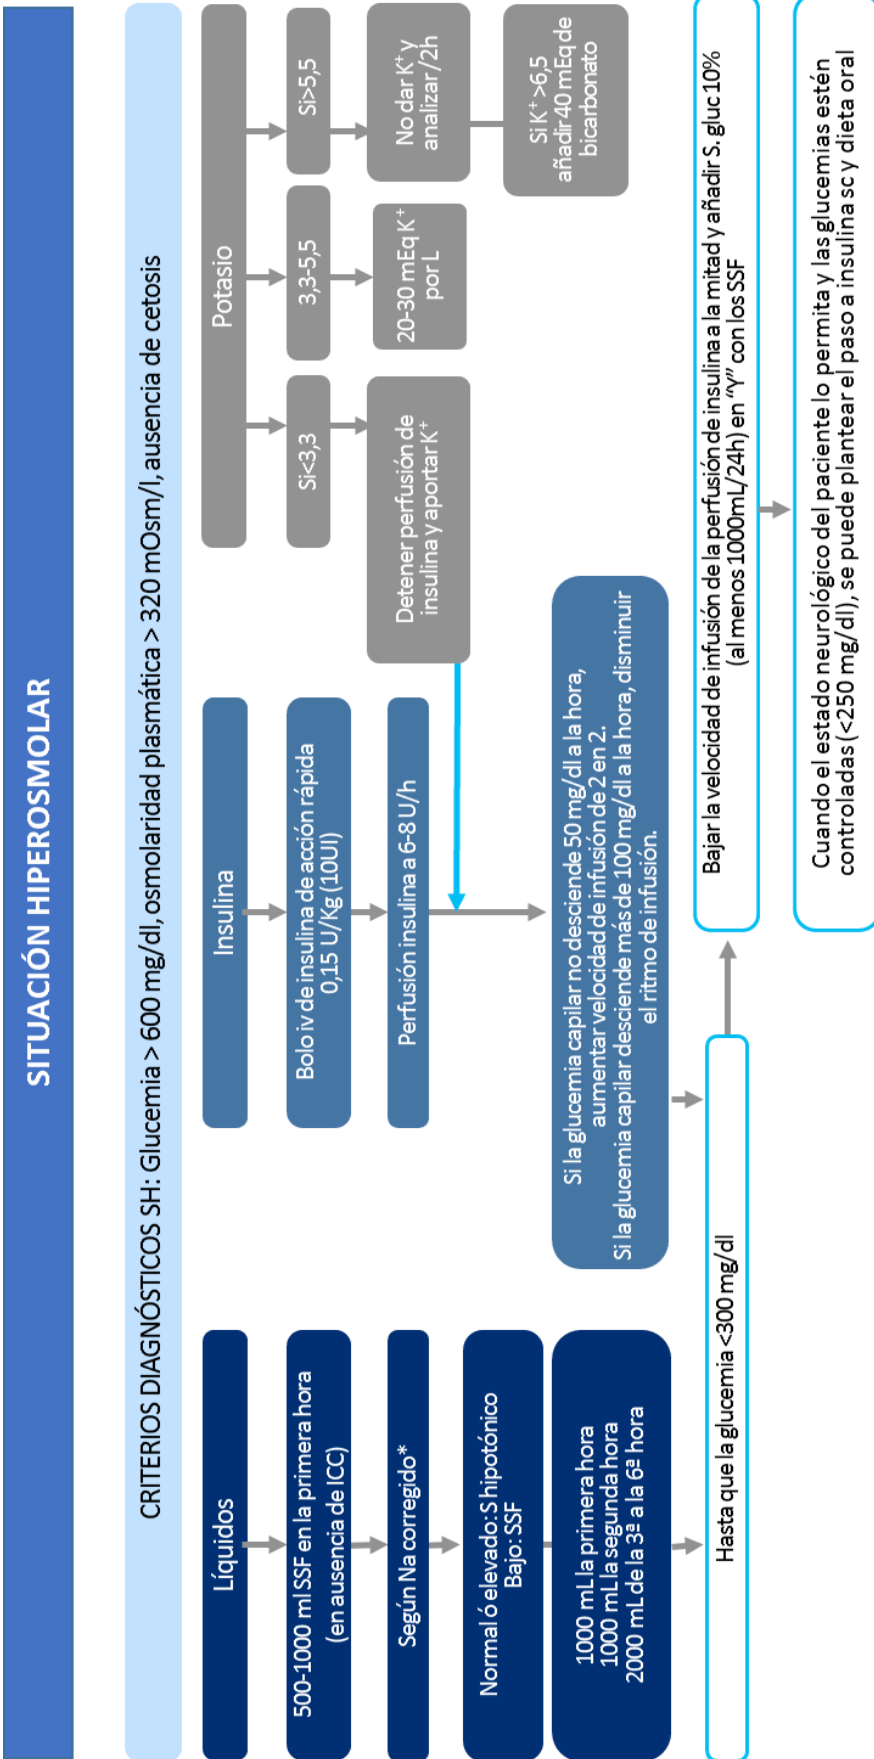 SITUACIÓN HIPEROSMOLAR
CRITERIOS DIAGNÓSTICOS SH: Glucemia > 600 mg/dl, osmolaridad plasmática > 320 mOsm/l, ausencia de cetosis
Líquidos
500-1000 ml SSF en la primera hora
(en ausencia de ICC)
Según Na corregido*
Normal ó elevado: S hipotónico
Bajo: SSF
1000 mL la primera hora
1000 mL la segunda hora
2000 mL de la 3ª a la 6ª hora
Insulina
Bolo iv de insulina de acción rápida
0,15 U/Kg (10UI)
Perfusión insulina a 6-8 U/h
Si la glucemia capilar no desciende 50 mg/dl a la hora,
aumentar velocidad de infusión de 2 en 2.
Si la glucemia capilar desciende más de 100 mg/dl a la hora, disminuir
el ritmo de infusión.
Potasio
Si<3,3
Detener perfusión de
insulina y aportar K⁺
3,3-5,5
20-30 mEq K⁺
por L
Si>5,5
No dar K⁺ y
analizar /2h
Si K⁺ >6,5
añadir 40 mEq de
bicarbonato
Hasta que la glucemia <300 mg/dl
Bajar la velocidad de infusión de la perfusión de insulina a la mitad y añadir S. gluc 10%
(al menos 1000mL/24h) en “Y” con los SSF
Cuando el estado neurológico del paciente lo permita y las glucemias estén
controladas (<250 mg/dl), se puede plantear el paso a insulina sc y dieta oral